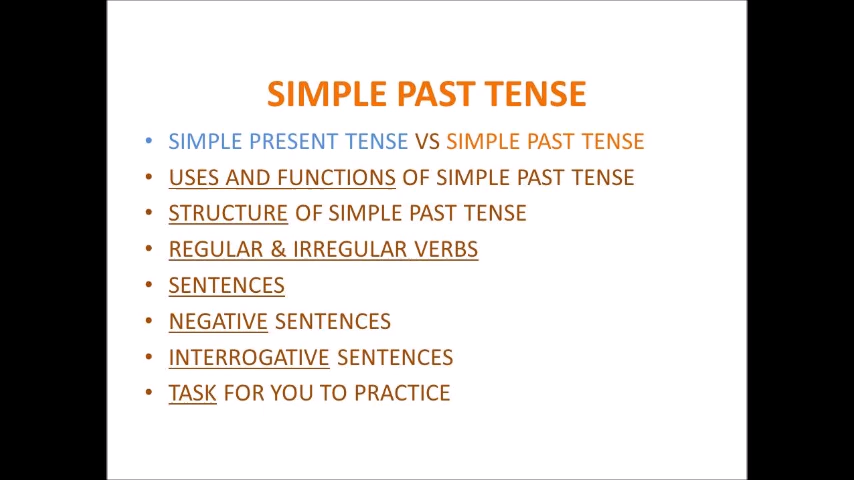 SIMPLE PAST TENSE
• SIMPLE PRESENT TENSE VS SIMPLE PAST TENSE
• USES AND FUNCTIONS OF SIMPLE PAST TENSE
• STRUCTURE OF SIMPLE PAST TENSE
• REGULAR & IRREGULAR VERBS
• SENTENCES
• NEGATIVE SENTENCES
• INTERROGATIVE SENTENCES
• TASK FOR YOU TO PRACTICE